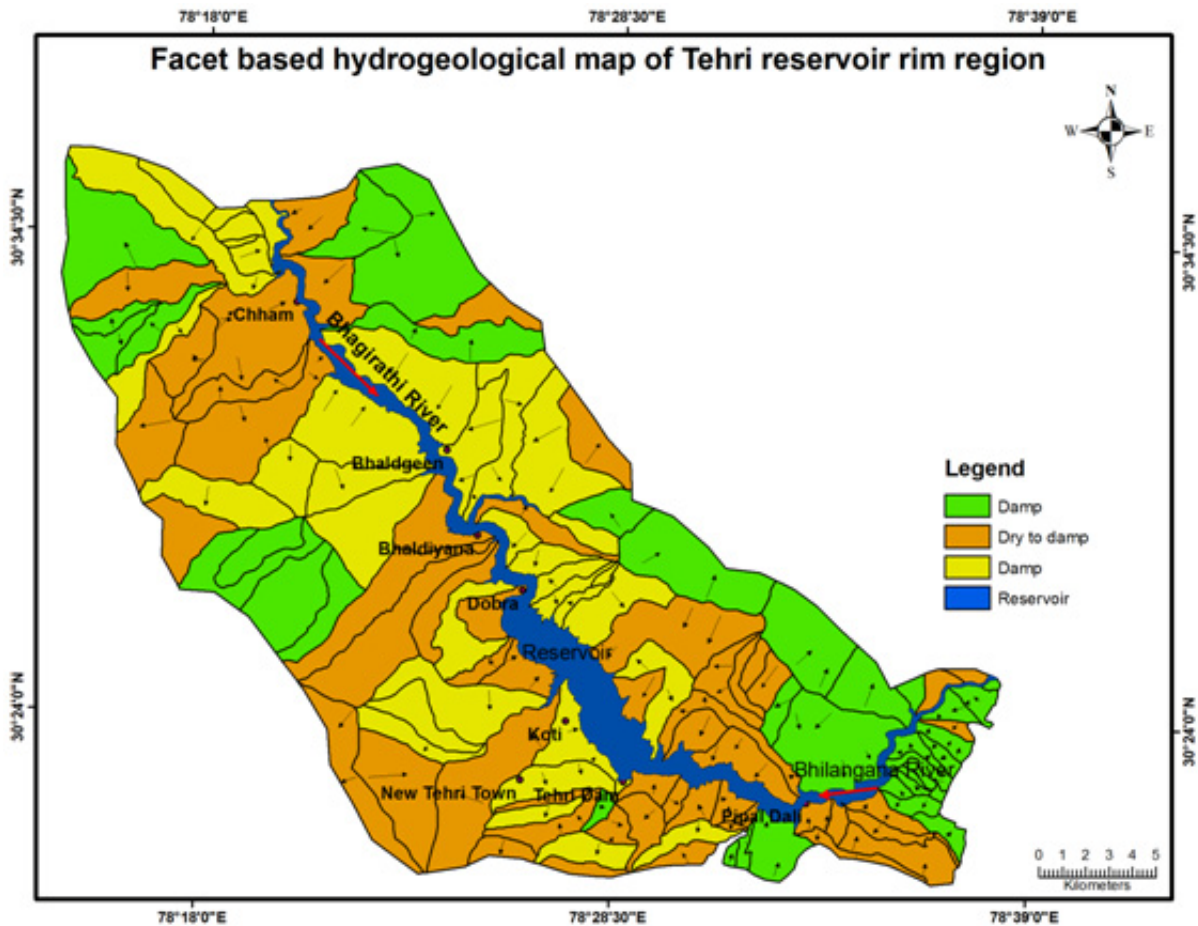 78°18'0"E
78°28'30"E
78°39'0"E
Facet based hydrogeological map of Tehri reservoir rim region
N
W
E
S
30°34'30"N
30°34'30"N
Chham
Bhagirathi River
Bhaldgeen
Legend
Damp
Dry to damp
Damp
Reservoir
Bhaldiyana
Dobra
Reservoir
30°24'0"N
30°24'0"N
Koti
Bhilangana River
New Tehri Town
Tehri Dam
Pipal Dali
0 1 2 3 4 5
Kilometers
78°18'0"E
78°28'30"E
78°39'0"E